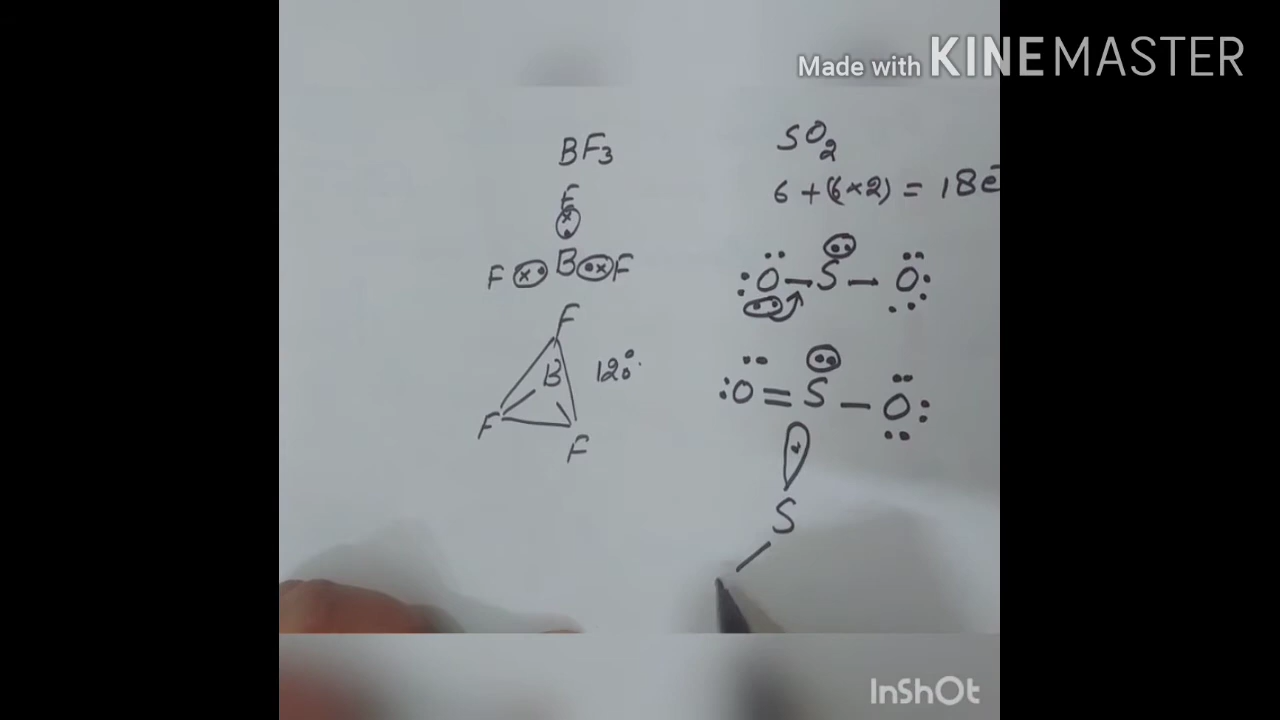 Made with KINEMASTER
BF3
F
F B F
F
B 120°
F
F
SO2
6 + (6×2) = 18e⁻
:O - S - O:
:O = S - O:
S
InShOt